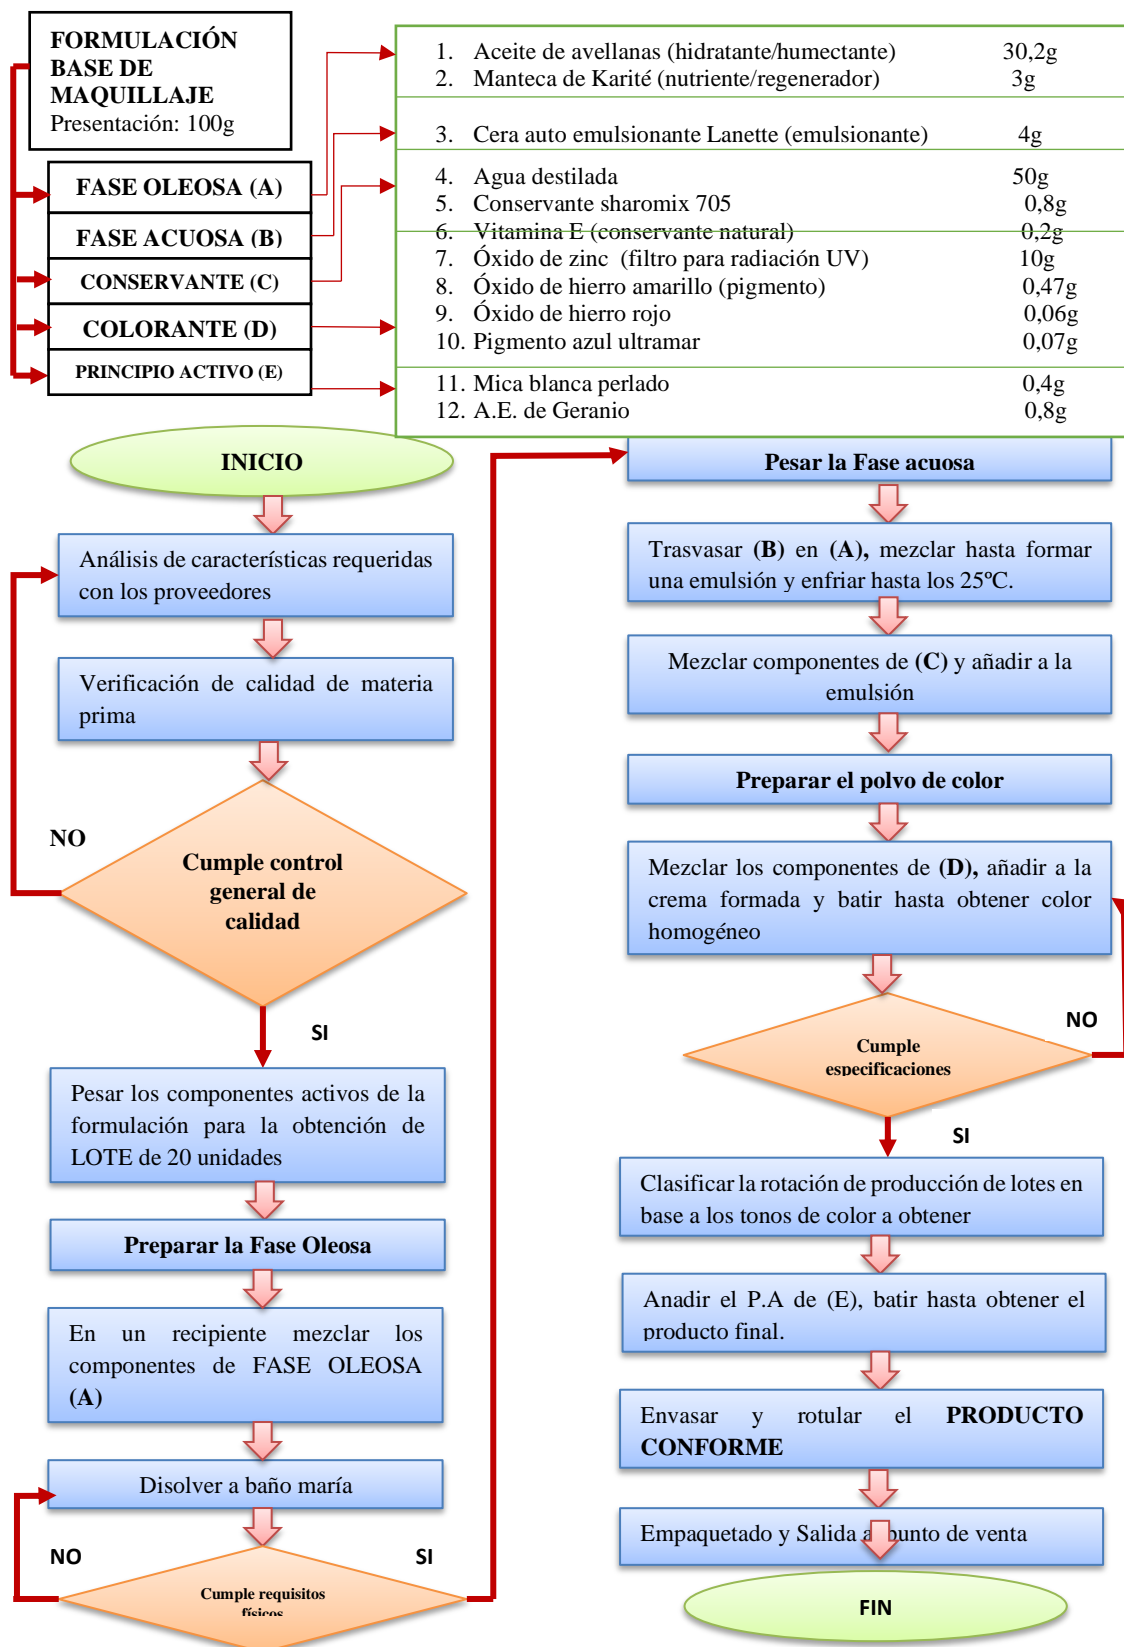 FORMULACIÓN
BASE DE
MAQUILLAJE
Presentación: 100g
FASE OLEOSA (A)
FASE ACUOSA (B)
CONSERVANTE (C)
COLORANTE (D)
PRINCIPIO ACTIVO (E)
1. Aceite de avellanas (hidratante/humectante) 30,2g
2. Manteca de Karité (nutriente/regenerador) 3g
3. Cera auto emulsionante Lanette (emulsionante) 4g
4. Agua destilada 50g
5. Conservante sharomix 705 0,8g
6. Vitamina E (conservante natural) 0,2g
7. Óxido de zinc (filtro para radiación UV) 10g
8. Óxido de hierro amarillo (pigmento) 0,47g
9. Óxido de hierro rojo 0,06g
10. Pigmento azul ultramar 0,07g
11. Mica blanca perlado 0,4g
12. A.E. de Geranio 0,8g
INICIO
Análisis de características requeridas
con los proveedores
Verificación de calidad de materia
prima
NO
Cumple control
general de
calidad
SI
Pesar los componentes activos de la
formulación para la obtención de
LOTE de 20 unidades
Preparar la Fase Oleosa
En un recipiente mezclar los
componentes de FASE OLEOSA
(A)
Disolver a baño maría
NO
SI
Cumple requisitos
físicos
Pesar la Fase acuosa
Trasvasar (B) en (A), mezclar hasta formar
una emulsión y enfriar hasta los 25ºC.
Mezclar componentes de (C) y añadir a la
emulsión
Preparar el polvo de color
Mezclar los componentes de (D), añadir a la
crema formada y batir hasta obtener color
homogéneo
NO
Cumple
especificaciones
SI
Clasificar la rotación de producción de lotes en
base a los tonos de color a obtener
Anadir el P.A de (E), batir hasta obtener el
producto final.
Envasar y rotular el PRODUCTO
CONFORME
Empaquetado y Salida a punto de venta
FIN